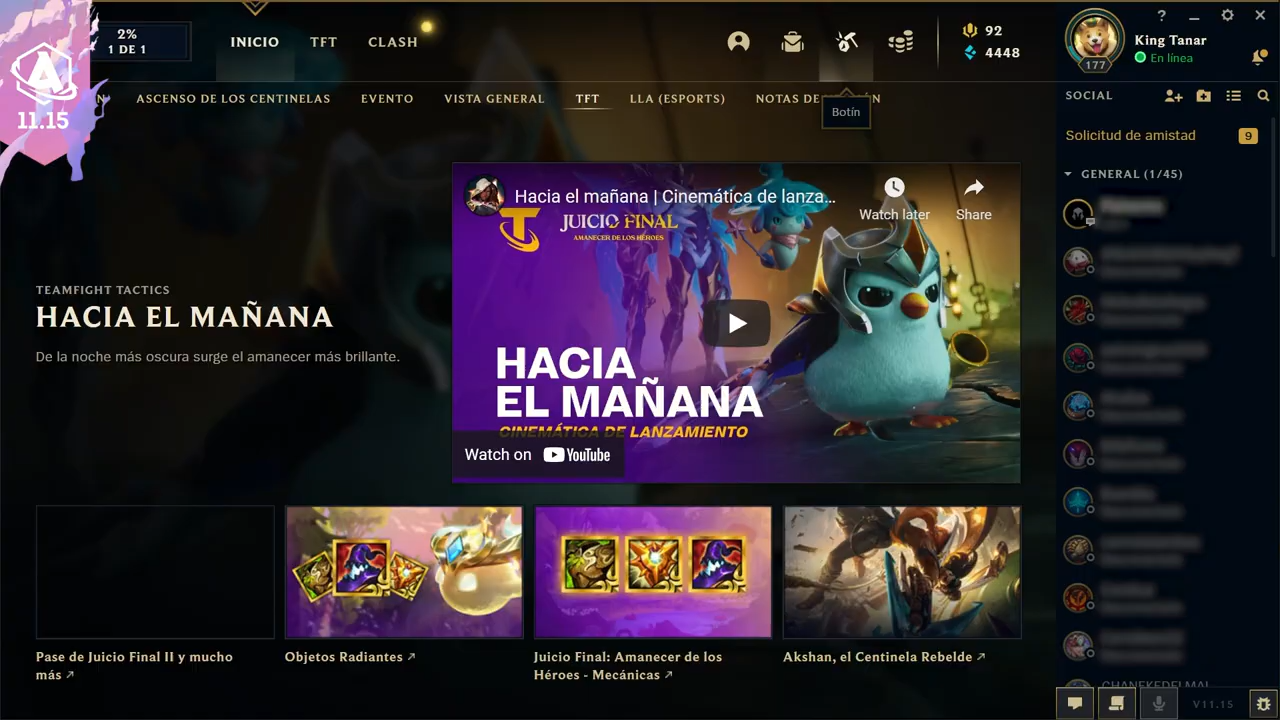 2%
1 DE 1
INICIO
TFT
CLASH
92
4448
?
King Tanar
En línea
177
11.15
ASCENSO DE LOS CENTINELAS
EVENTO
VISTA GENERAL
TFT
LLA (ESPORTS)
NOTAS DE
Botín
SOCIAL
Solicitud de amistad
9
GENERAL (1/45)
Hacia el mañana | Cinemática de lanza...
Watch later
Share
JUICIO FINAL
AMANECER DE LOS HÉROES
TEAMFIGHT TACTICS
HACIA EL MAÑANA
De la noche más oscura surge el amanecer más brillante.
HACIA
EL MAÑANA
CINEMÁTICA DE LANZAMIENTO
Watch on YouTube
Pase de Juicio Final II y mucho
más
Objetos Radiantes
Juicio Final: Amanecer de los
Héroes - Mecánicas
Akshan, el Centinela Rebelde
V11.15